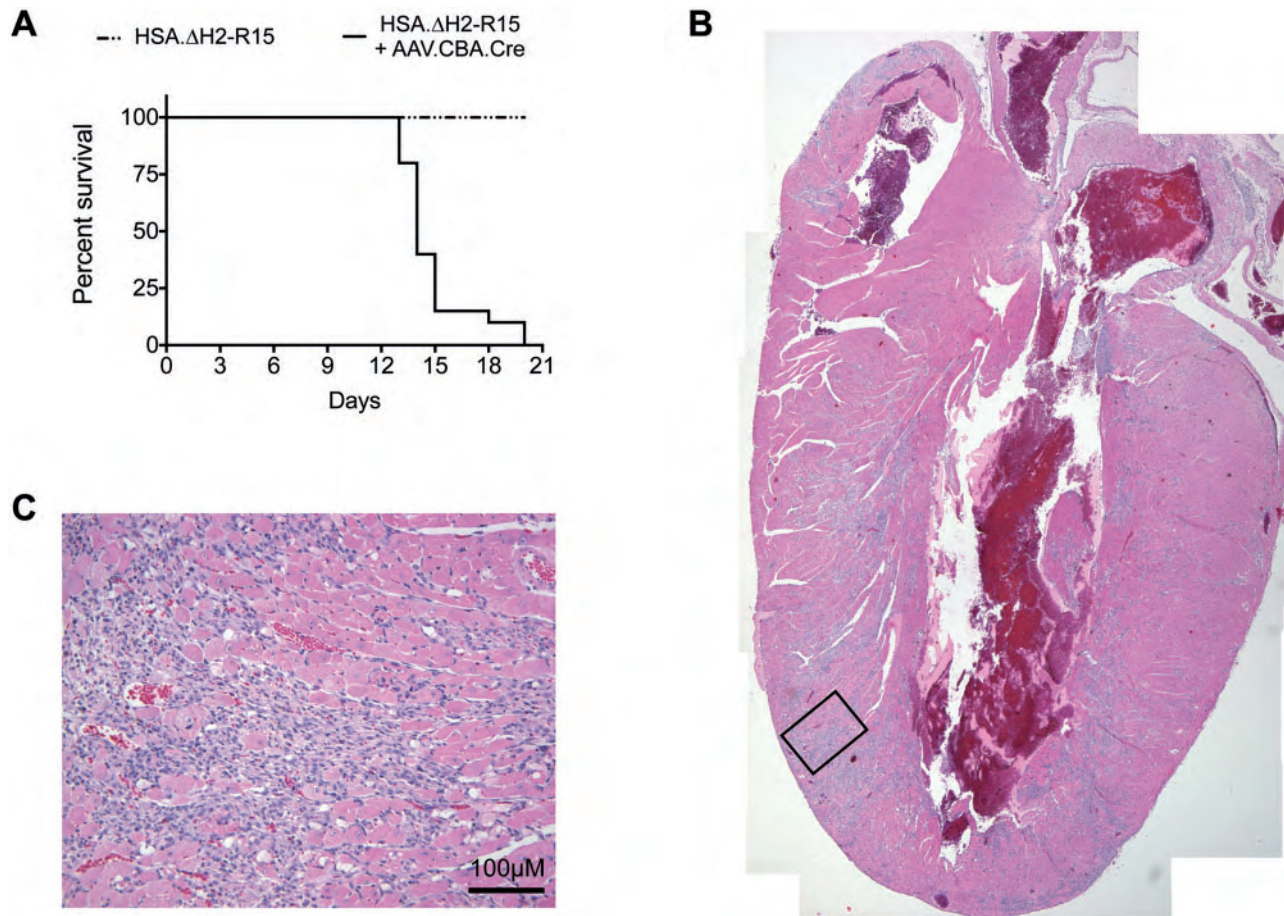 A
HSA.ΔH2-R15
HSA.ΔH2-R15
+ AAV.CBA.Cre
Percent survival
100
75
50
25
0
0 3 6 9 12 15 18 21
Days
B
C
100μM